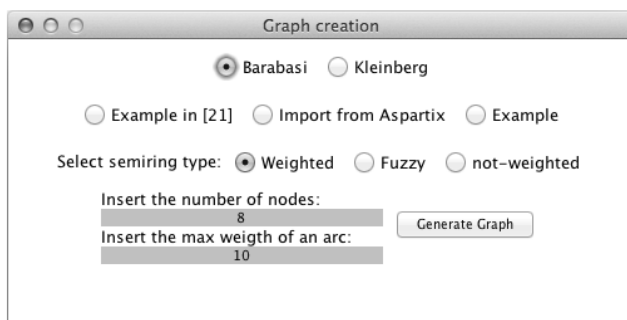 Graph creation
Barabasi Kleinberg
Example in [21] Import from Aspartix Example
Select semiring type: Weighted Fuzzy not-weighted
Insert the number of nodes:
8
Generate Graph
Insert the max weigth of an arc:
10